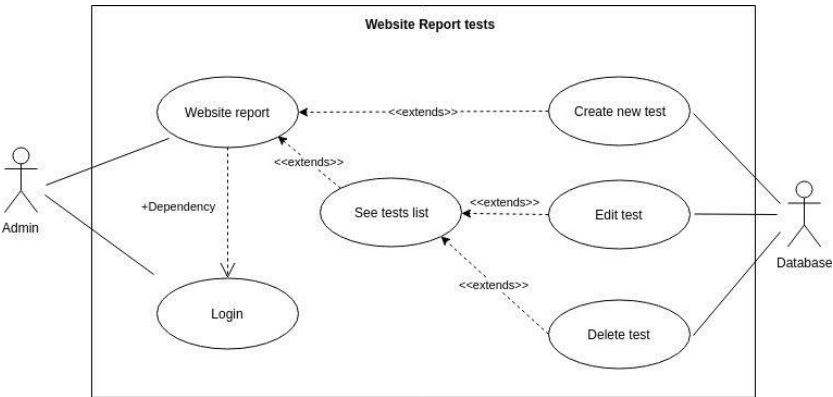 Website Report tests
Website report
<<extends>>
Create new test
<<extends>>
+Dependency
See tests list
<<extends>>
Edit test
Admin
Database
<<extends>>
Login
Delete test